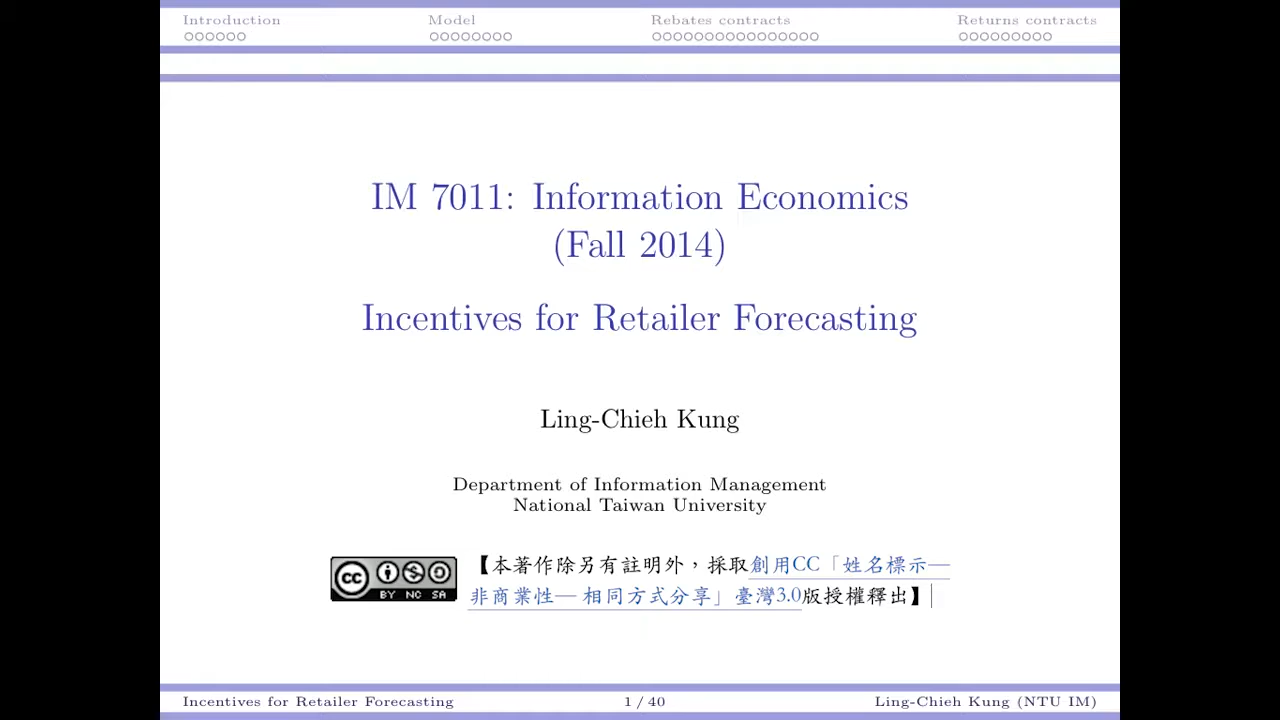 Introduction Model Rebates contracts Returns contracts
IM 7011: Information Economics
(Fall 2014)
Incentives for Retailer Forecasting
Ling-Chieh Kung
Department of Information Management
National Taiwan University
cc BY NC SA 【本著作除另有註明外，採取創用CC「姓名標示—
非商業性—相同方式分享」臺灣3.0版授權釋出】
Incentives for Retailer Forecasting 1 / 40 Ling-Chieh Kung (NTU IM)